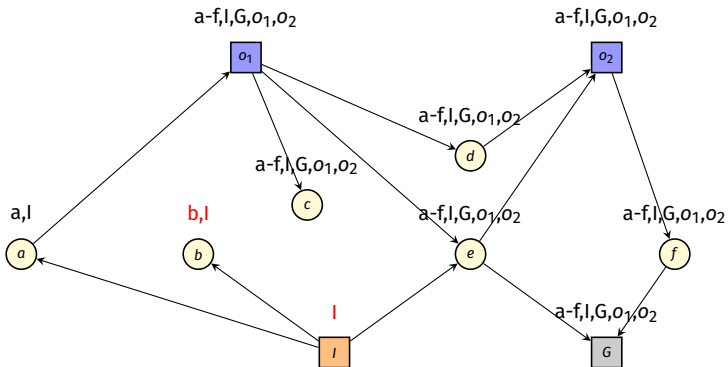 a-f,I,G,o₁,o₂
a-f,I,G,o₁,o₂
o₁
o₂
a-f,I,G,o₁,o₂
d
a-f,I,G,o₁,o₂
c
a,I
b,I
a-f,I,G,o₁,o₂
a-f,I,G,o₁,o₂
a
b
e
f
I
a-f,I,G,o₁,o₂
I
G